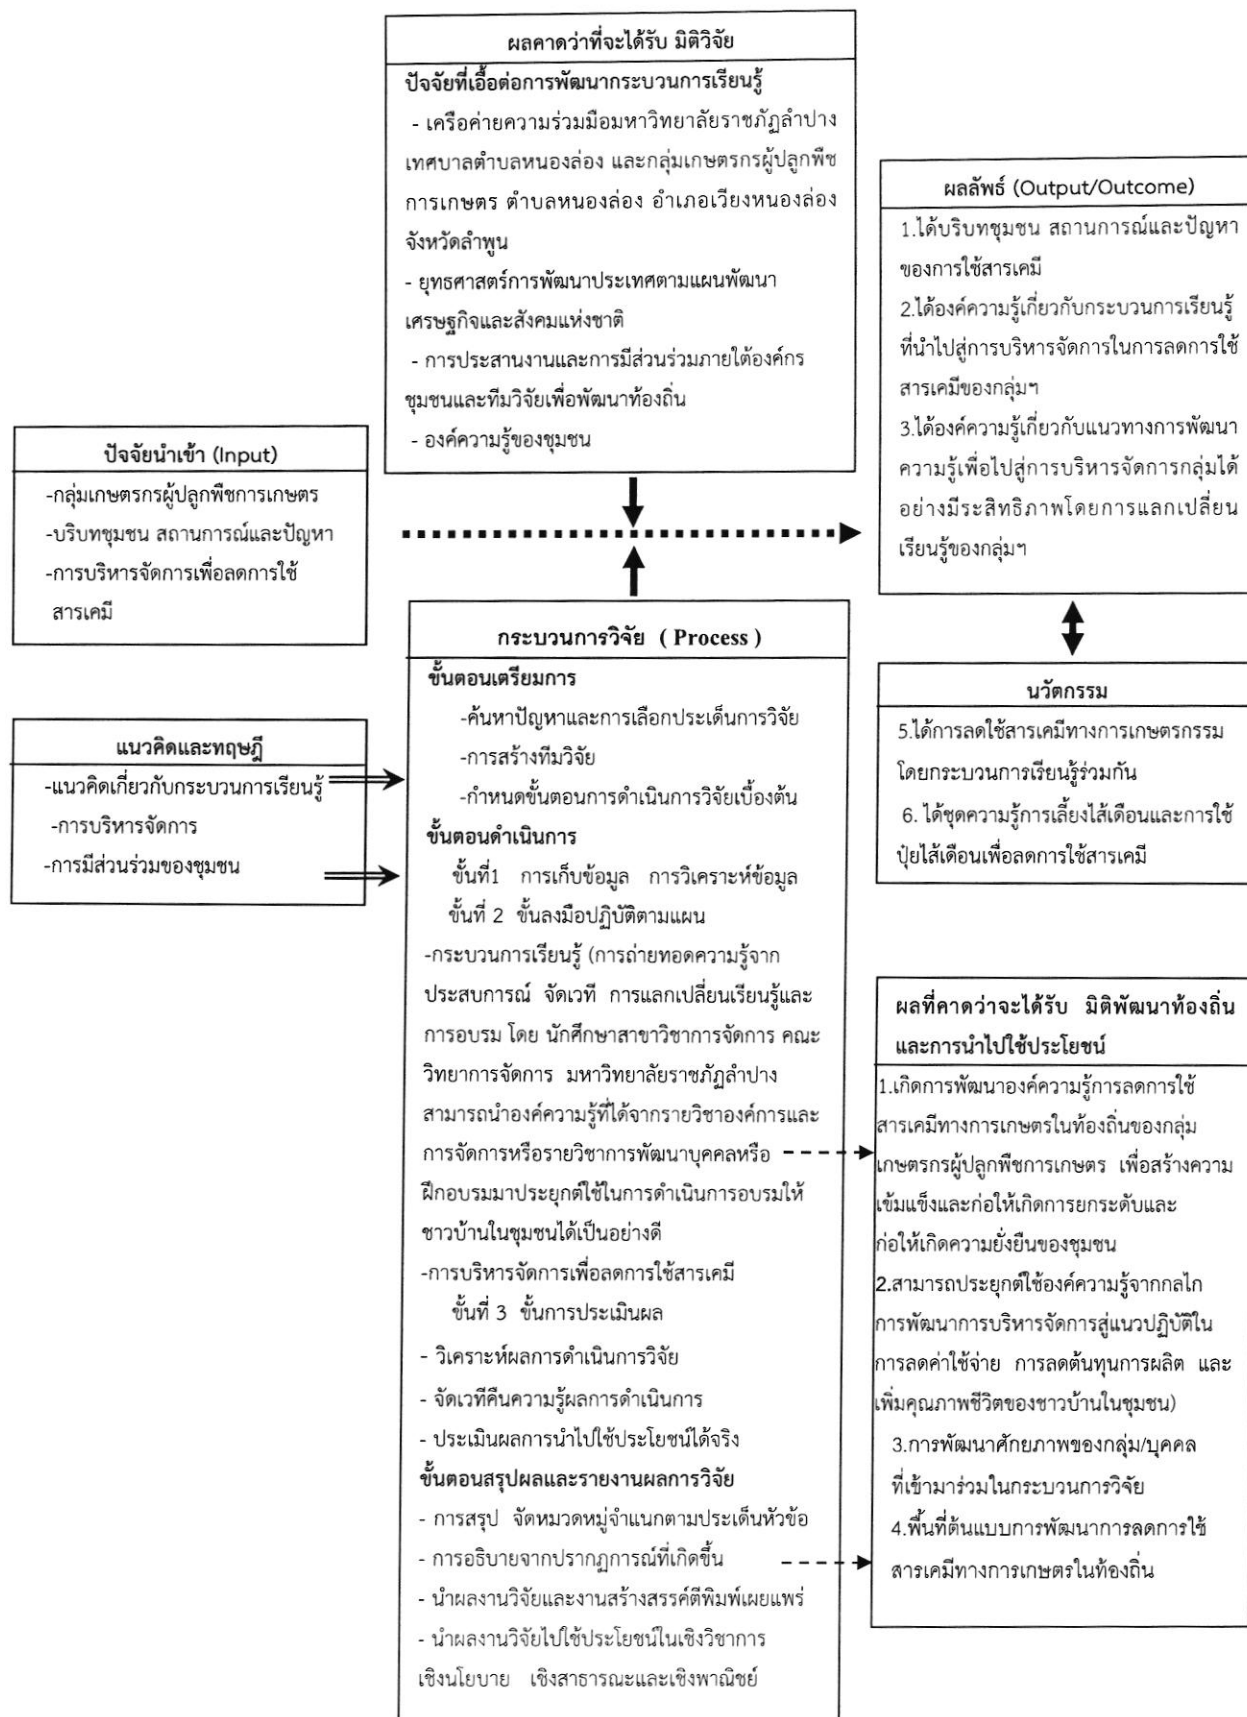 ผลคาดว่าที่จะได้รับ มิติวิจัย
ปัจจัยที่เอื้อต่อการพัฒนากระบวนการเรียนรู้
- เครือค่ายความร่วมมือมหาวิทยาลัยราชภัฏลำปาง
เทศบาลตำบลหนองล่อง และกลุ่มเกษตรกรผู้ปลูกพืช
การเกษตร ตำบลหนองล่อง อำเภอเวียงหนองล่อง
จังหวัดลำพูน
- ยุทธศาสตร์การพัฒนาประเทศตามแผนพัฒนา
เศรษฐกิจและสังคมแห่งชาติ
- การประสานงานและการมีส่วนร่วมภายใต้องค์กร
ชุมชนและทีมวิจัยเพื่อพัฒนาท้องถิ่น
- องค์ความรู้ของชุมชน
ปัจจัยนำเข้า (Input)
-กลุ่มเกษตรกรผู้ปลูกพืชการเกษตร
-บริบทชุมชน สถานการณ์และปัญหา
-การบริหารจัดการเพื่อลดการใช้
สารเคมี
ผลลัพธ์ (Output/Outcome)
1.ได้บริบทชุมชน สถานการณ์และปัญหา
ของการใช้สารเคมี
2.ได้องค์ความรู้เกี่ยวกับกระบวนการเรียนรู้
ที่นำไปสู่การบริหารจัดการในการลดการใช้
สารเคมีของกลุ่มฯ
3.ได้องค์ความรู้เกี่ยวกับแนวทางการพัฒนา
ความรู้เพื่อไปสู่การบริหารจัดการกลุ่มได้
อย่างมีระสิทธิภาพโดยการแลกเปลี่ยน
เรียนรู้ของกลุ่มฯ
แนวคิดและทฤษฎี
-แนวคิดเกี่ยวกับกระบวนการเรียนรู้
-การบริหารจัดการ
-การมีส่วนร่วมของชุมชน
กระบวนการวิจัย ( Process )
ขั้นตอนเตรียมการ
-ค้นหาปัญหาและการเลือกประเด็นการวิจัย
-การสร้างทีมวิจัย
-กำหนดขั้นตอนการดำเนินการวิจัยเบื้องต้น
ขั้นตอนดำเนินการ
ขั้นที่1 การเก็บข้อมูล การวิเคราะห์ข้อมูล
ขั้นที่ 2 ขั้นลงมือปฏิบัติตามแผน
-กระบวนการเรียนรู้ (การถ่ายทอดความรู้จาก
ประสบการณ์ จัดเวที การแลกเปลี่ยนเรียนรู้และ
การอบรม โดย นักศึกษาสาขาวิชาการจัดการ คณะ
วิทยาการจัดการ มหาวิทยาลัยราชภัฏลำปาง
สามารถนำองค์ความรู้ที่ได้จากรายวิชาองค์การและ
การจัดการหรือรายวิชาการพัฒนาบุคคลหรือ
ฝึกอบรมมาประยุกต์ใช้ในการดำเนินการอบรมให้
ชาวบ้านในชุมชนได้เป็นอย่างดี
-การบริหารจัดการเพื่อลดการใช้สารเคมี
ขั้นที่ 3 ขั้นการประเมินผล
- วิเคราะห์ผลการดำเนินการวิจัย
- จัดเวทีคืนความรู้ผลการดำเนินการ
- ประเมินผลการนำไปใช้ประโยชน์ได้จริง
ขั้นตอนสรุปผลและรายงานผลการวิจัย
- การสรุป จัดหมวดหมู่จำแนกตามประเด็นหัวข้อ
- การอธิบายจากปรากฏการณ์ที่เกิดขึ้น
- นำผลงานวิจัยและงานสร้างสรรค์ตีพิมพ์เผยแพร่
- นำผลงานวิจัยไปใช้ประโยชน์ในเชิงวิชาการ
เชิงนโยบาย เชิงสาธารณะและเชิงพาณิชย์
นวัตกรรม
5.ได้การลดใช้สารเคมีทางการเกษตรกรรม
โดยกระบวนการเรียนรู้ร่วมกัน
6. ได้ชุดความรู้การเลี้ยงไส้เดือนและการใช้
ปุ๋ยไส้เดือนเพื่อลดการใช้สารเคมี
ผลที่คาดว่าจะได้รับ มิติพัฒนาท้องถิ่น
และการนำไปใช้ประโยชน์
1.เกิดการพัฒนาองค์ความรู้การลดการใช้
สารเคมีทางการเกษตรในท้องถิ่นของกลุ่ม
เกษตรกรผู้ปลูกพืชการเกษตร เพื่อสร้างความ
เข้มแข็งและก่อให้เกิดการยกระดับและ
ก่อให้เกิดความยั่งยืนของชุมชน
2.สามารถประยุกต์ใช้องค์ความรู้จากกลไก
การพัฒนาการบริหารจัดการสู่แนวปฏิบัติใน
การลดค่าใช้จ่าย การลดต้นทุนการผลิต และ
เพิ่มคุณภาพชีวิตของชาวบ้านในชุมชน)
3.การพัฒนาศักยภาพของกลุ่ม/บุคคล
ที่เข้ามาร่วมในกระบวนการวิจัย
4.พื้นที่ต้นแบบการพัฒนาการลดการใช้
สารเคมีทางการเกษตรในท้องถิ่น